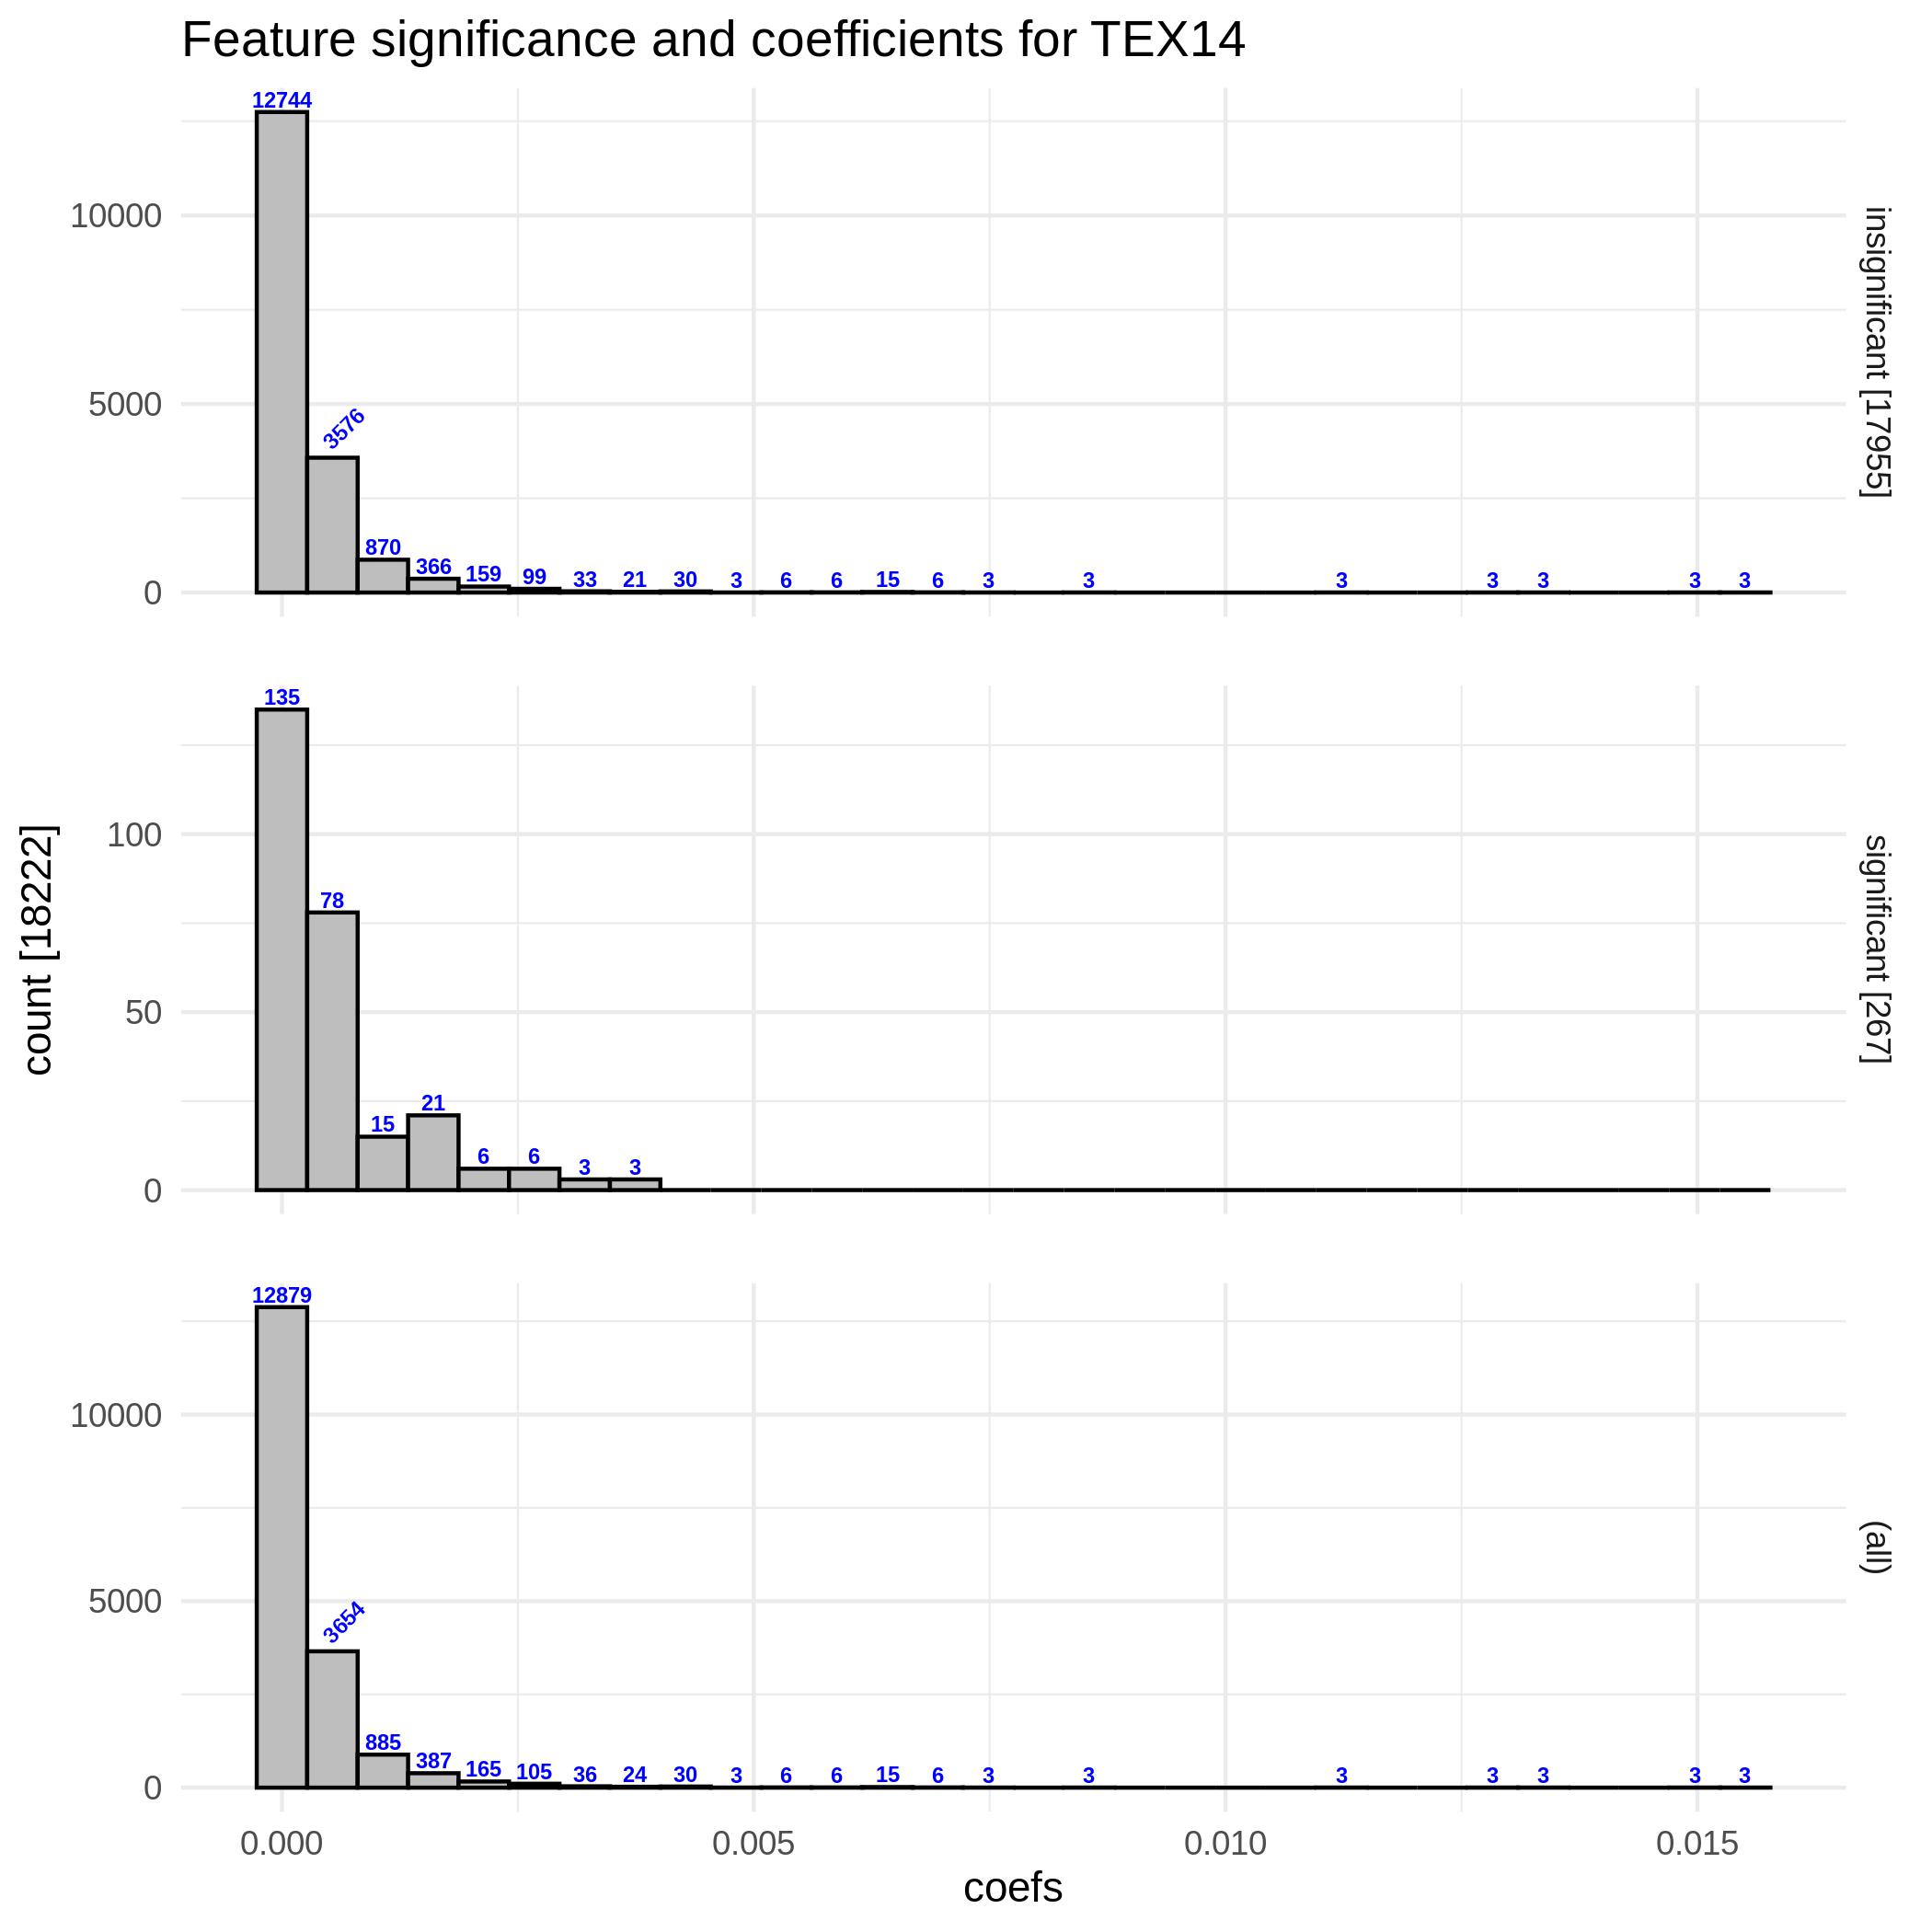 Feature significance and coefficients for TEX14
12744
10000
5000
0
3576
870 366 159 99 33 21 30 3 6 6 15 6 3 3 3 3 3 3 3
insignificant [17955]
count [18222]
135
100
50
0
78
15 21 6 6 3 3
significant [267]
12879
10000
5000
0
3654
885 387 165 105 36 24 30 3 6 6 15 6 3 3 3 3 3 3 3
(all)
0.000 0.005 0.010 0.015
coefs